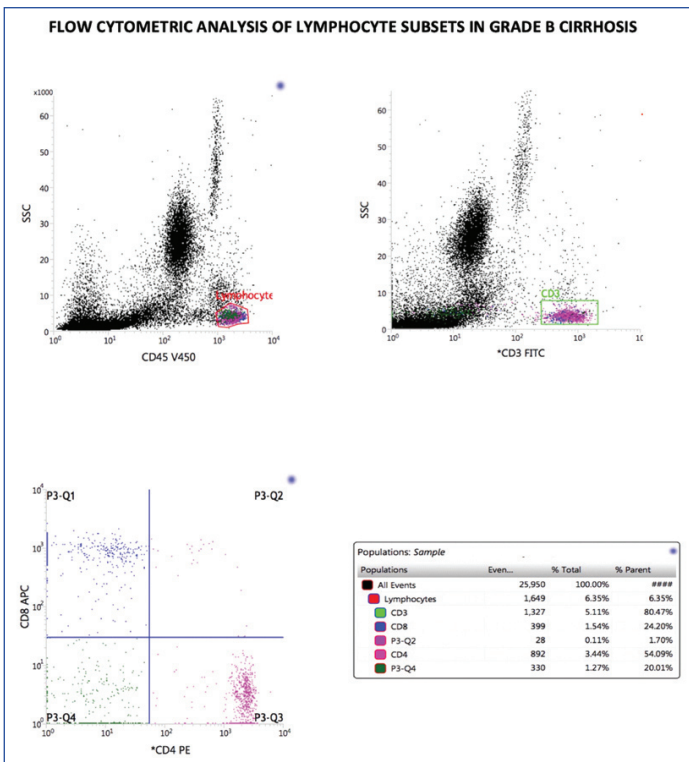 FLOW CYTOMETRIC ANALYSIS OF LYMPHOCYTE SUBSETS IN GRADE B CIRRHOSIS
x1000
60
50
40
30
20
10
0
SSC
Lymphocyte
10⁰ 10¹ 10² 10³ 10⁴
CD45 V450
60
50
40
30
20
10
0
SSC
CD3
10⁰ 10¹ 10² 10³ 10⁴
*CD3 FITC
P3-Q1 P3-Q2
10⁴
10³
10²
10¹
10⁰
CD8 APC
P3-Q4 P3-Q3
10⁰ 10¹ 10² 10³ 10⁴
*CD4 PE
Populations: Sample
Populations Even... % Total % Parent
All Events 25,950 100.00% ####
Lymphocytes 1,649 6.35% 6.35%
CD3 1,327 5.11% 80.47%
CD8 399 1.54% 24.20%
P3-Q2 28 0.11% 1.70%
CD4 892 3.44% 54.09%
P3-Q4 330 1.27% 20.01%